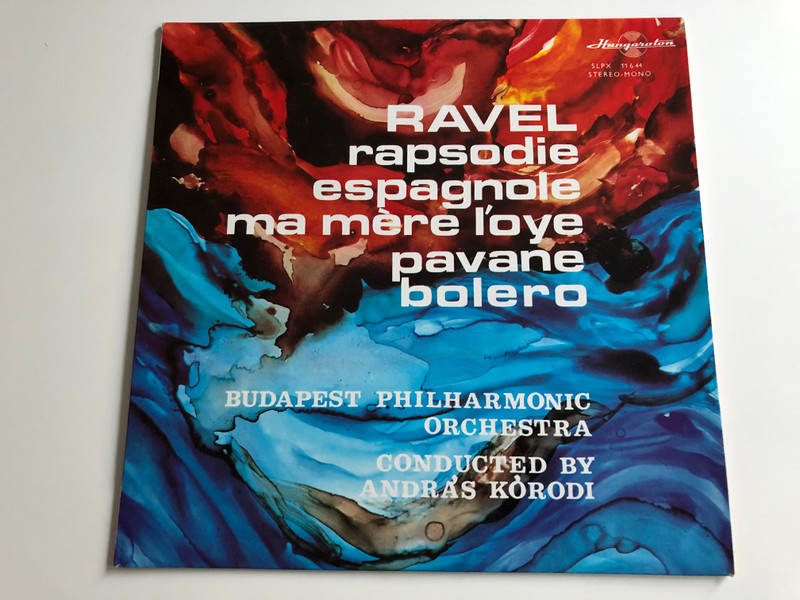 Hungaroton
SLPX 11644
STEREO-MONO
RAVEL
rapsodie
espagnole
ma mère l'oye
pavane
bolero
BUDAPEST PHILHARMONIC
ORCHESTRA
CONDUCTED BY
ANDRÁS KÓRODI